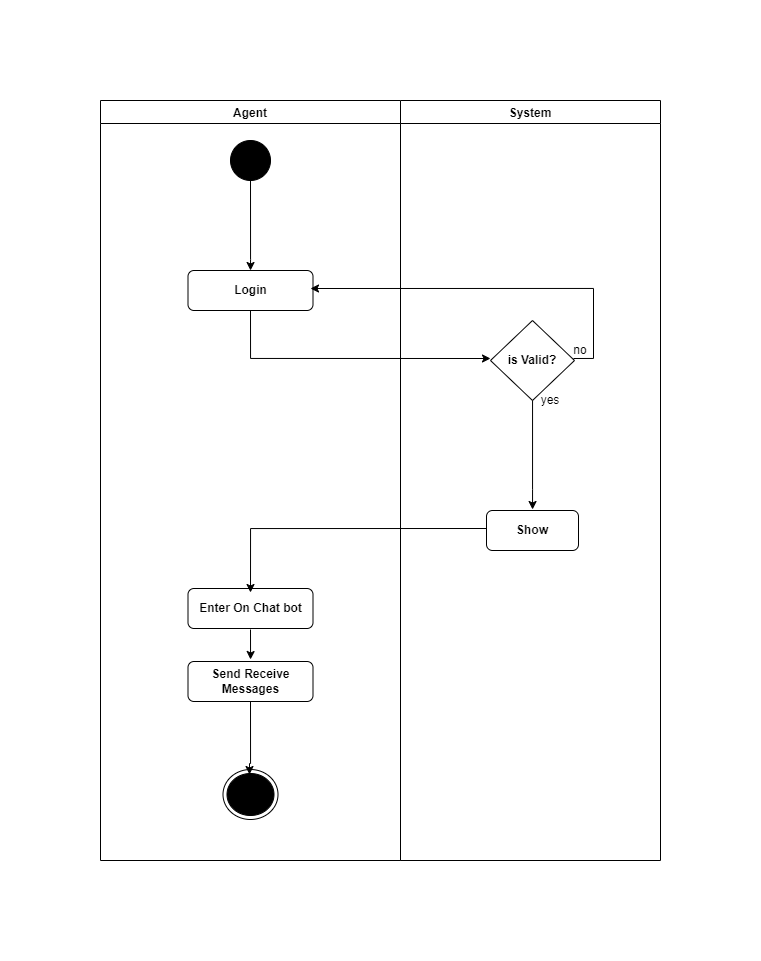 Agent
System
Login
is Valid?
no
yes
Show
Enter On Chat bot
Send Receive
Messages